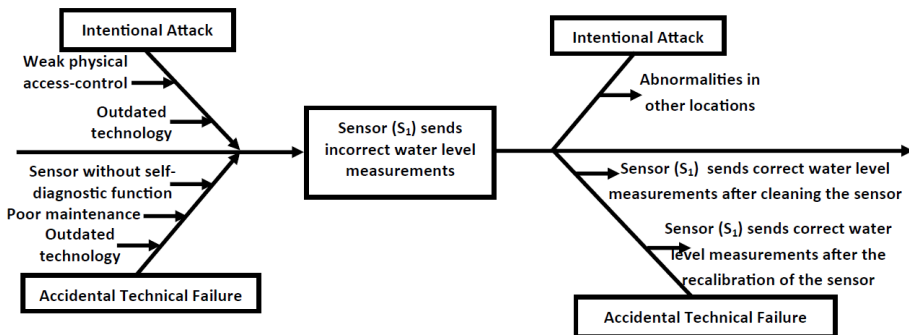 Intentional Attack
Weak physical
access-control
Outdated
technology
Sensor without self-
diagnostic function
Poor maintenance
Outdated
technology
Accidental Technical Failure
Sensor (S₁) sends
incorrect water level
measurements
Intentional Attack
Abnormalities in
other locations
Sensor (S₁) sends correct water level
measurements after cleaning the sensor
Sensor (S₁) sends correct water
level measurements after the
recalibration of the sensor
Accidental Technical Failure